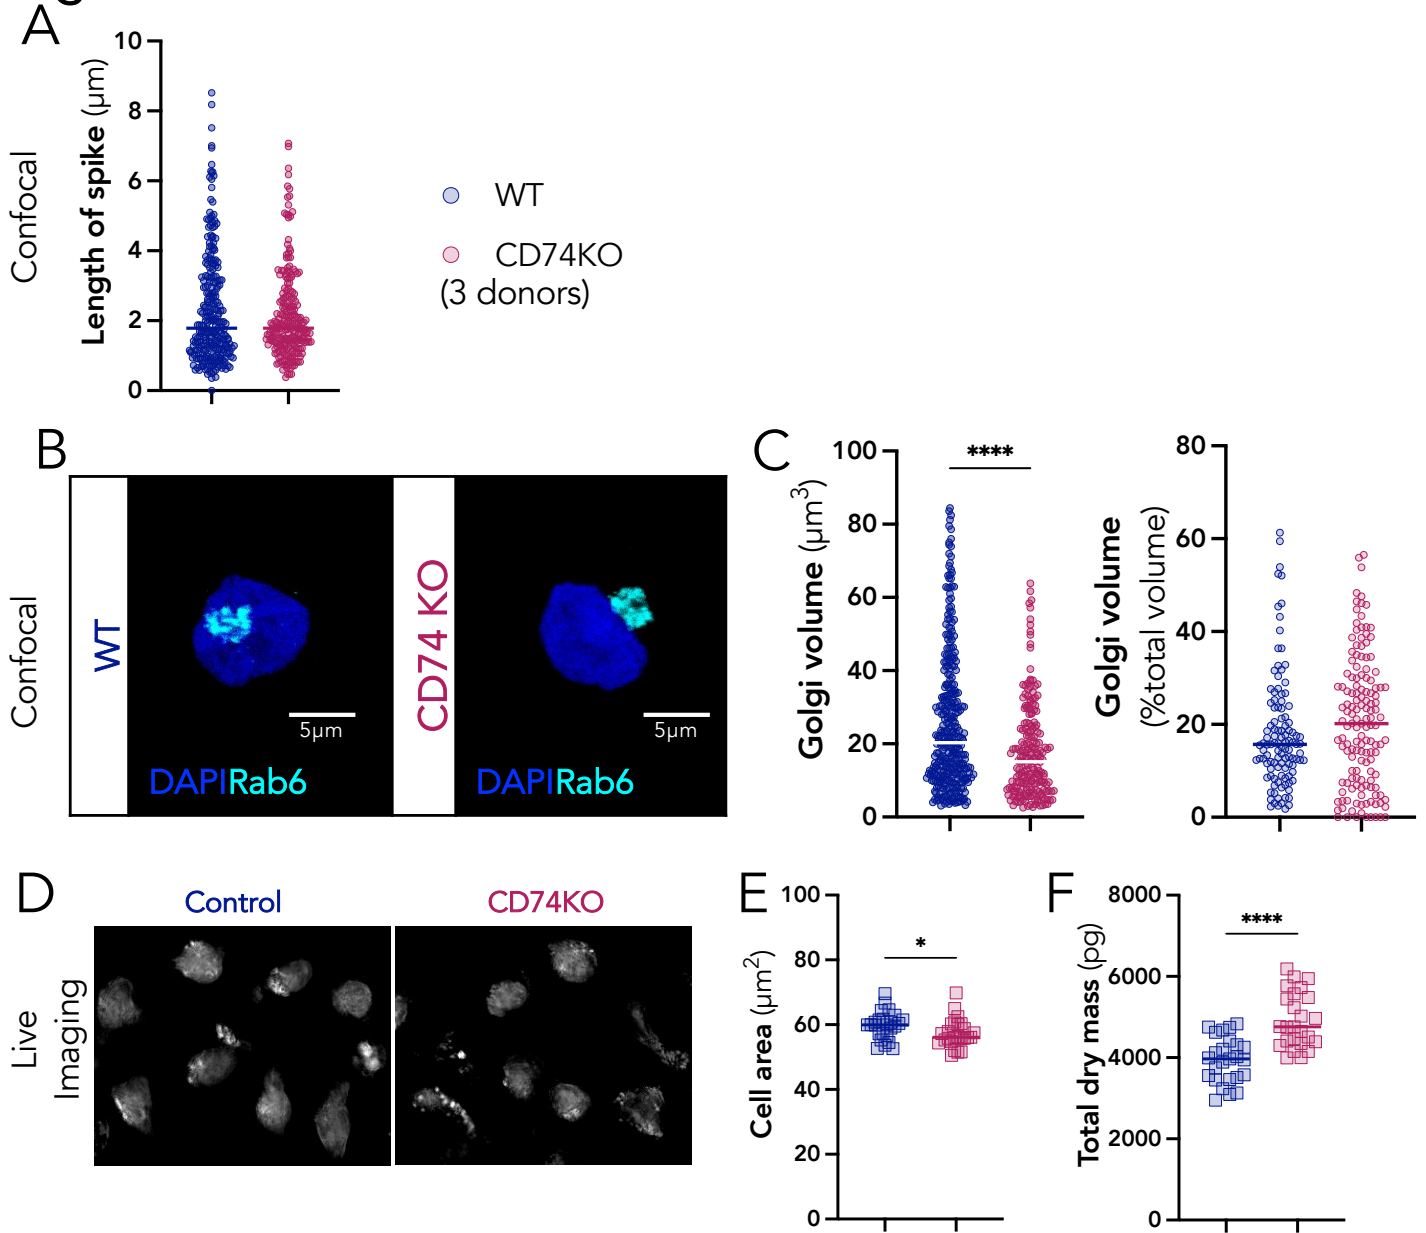 A
Confocal
Length of spike (µm)
10
8
6
4
2
0
WT
CD74KO
(3 donors)
B
Confocal
WT
5µm
DAPIRab6
CD74 KO
5µm
DAPIRab6
C
Golgi volume (µm³)
100
80
60
40
20
0
****
Golgi volume
(%total volume)
80
60
40
20
0
D
Live
Imaging
Control
CD74KO
E
Cell area (µm²)
100
80
60
40
20
0
*
F
Total dry mass (pg)
8000
6000
4000
2000
0
****